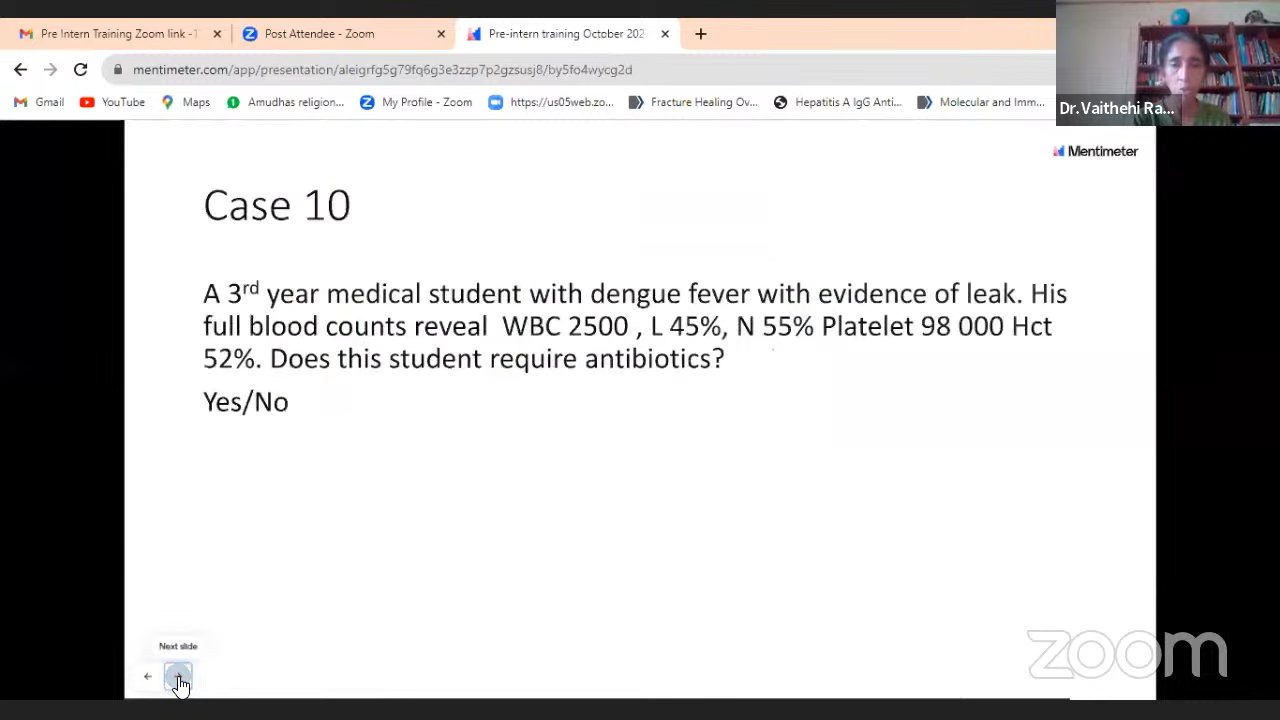 Pre Intern Training Zoom link - 1
Post Attendee - Zoom
Pre-intern training October 202
mentimeter.com/app/presentation/aleigrfg5g79fq6g3e3zzp7p2gzsusj8/by5fo4wycg2d
Gmail
YouTube
Maps
Amudhas religion...
My Profile - Zoom
https://us05web.zo...
Fracture Healing Ov...
Hepatitis A IgG Anti...
Molecular and Imm...
Dr.Vaithehi Ra...
Mentimeter
Case 10
A 3rd year medical student with dengue fever with evidence of leak. His
full blood counts reveal WBC 2500 , L 45%, N 55% Platelet 98 000 Hct
52%. Does this student require antibiotics?
Yes/No
Next slide
zoom